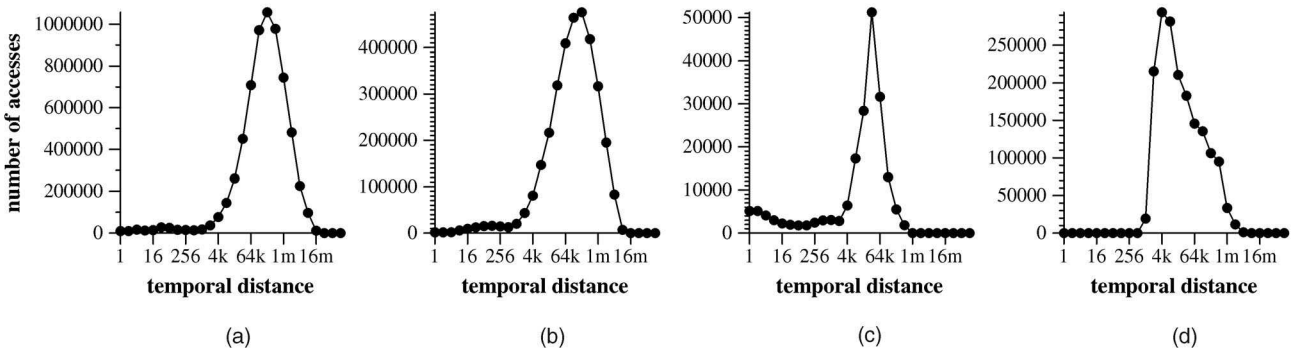 number of accesses
1000000
800000
600000
400000
200000
0
1 16 256 4k 64k 1m 16m
temporal distance
(a)
400000
300000
200000
100000
0
1 16 256 4k 64k 1m 16m
temporal distance
(b)
50000
40000
30000
20000
10000
0
1 16 256 4k 64k 1m 16m
temporal distance
(c)
250000
200000
150000
100000
50000
0
1 16 256 4k 64k 1m 16m
temporal distance
(d)